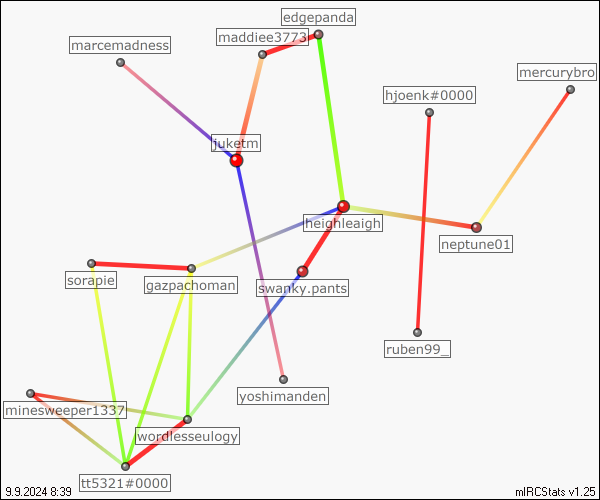 edgepanda
maddiee3773
marcemadness
mercurybro
hjoenk#0000
juketm
heighleaigh
neptune01
sorapie
gazpachoman
swanky.pants
ruben99_
yoshimanden
minesweeper1337
wordlesseulogy
tt5321#0000
9.9.2024 8:39
mIRCStats v1.25